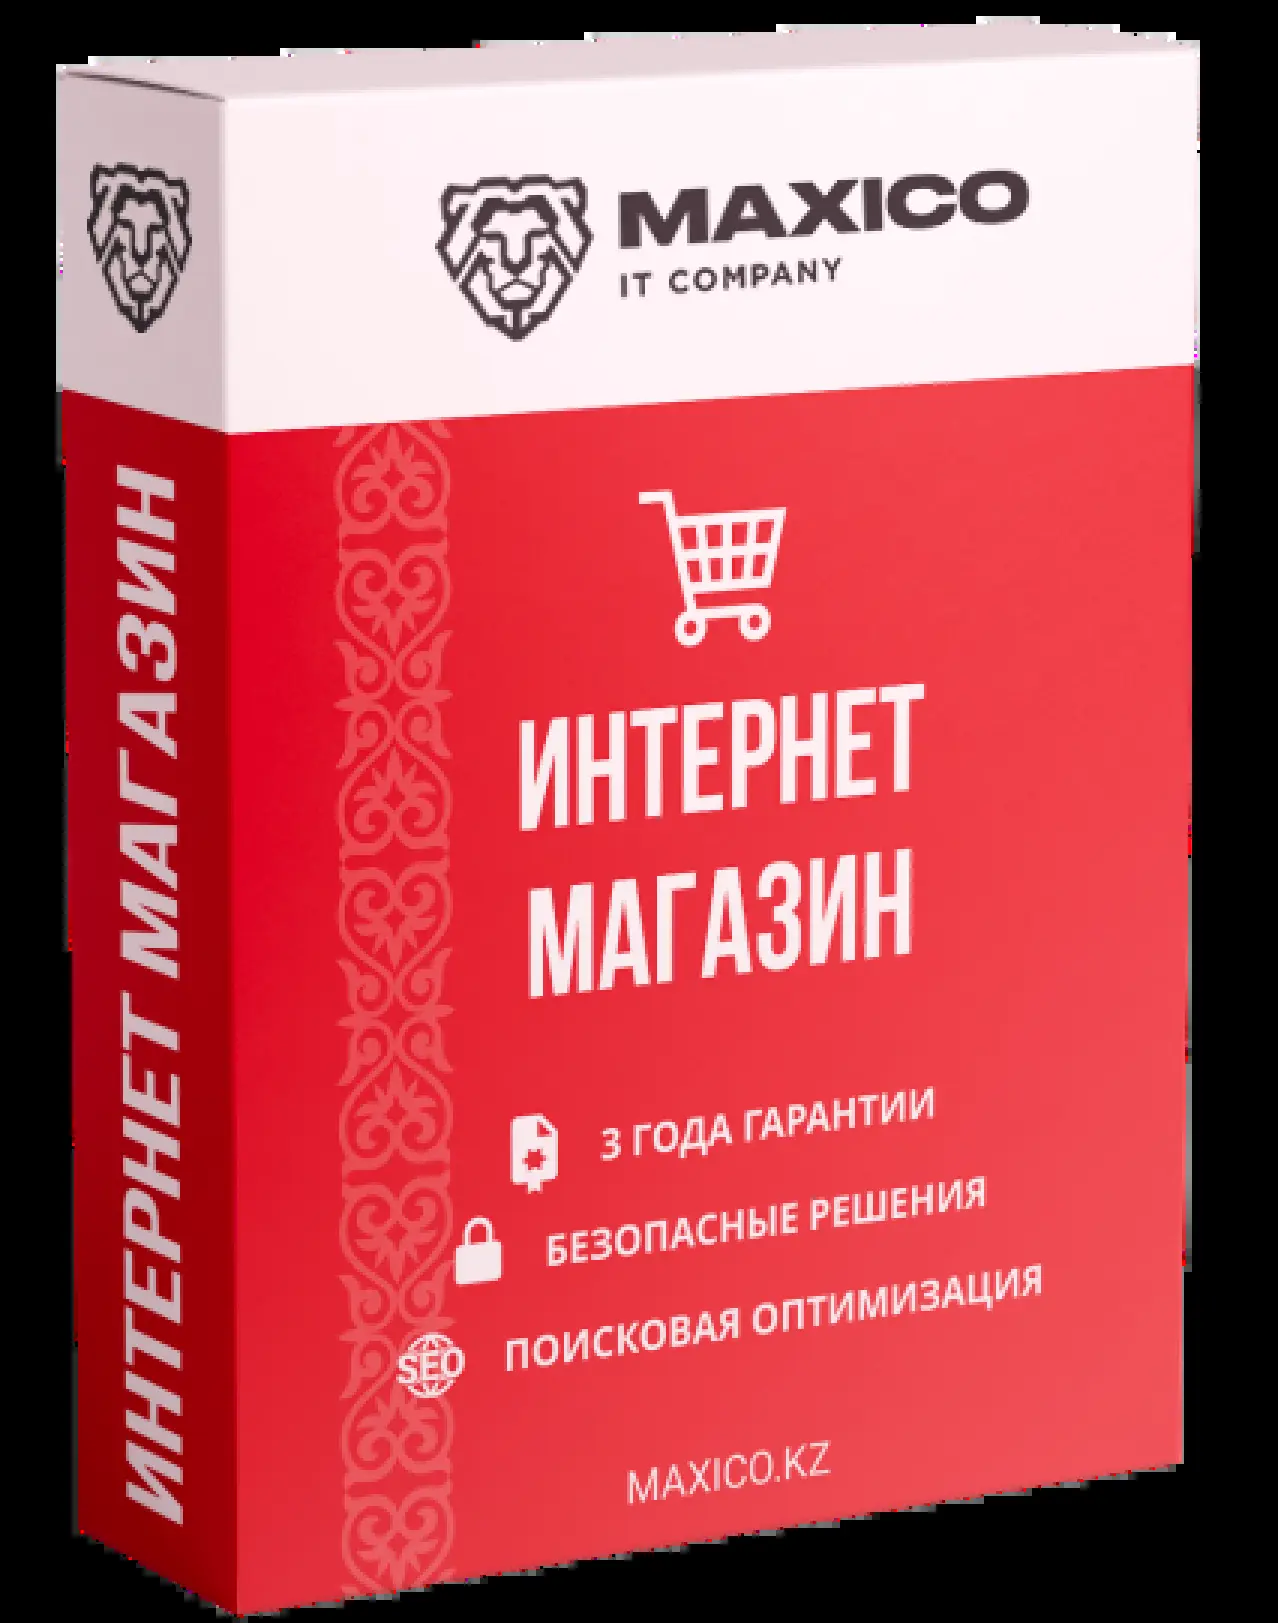 MAXICO
IT COMPANY
ИНТЕРНЕТ МАГАЗИН
ИНТЕРНЕТ
МАГАЗИН
3 ГОДА ГАРАНТИИ
БЕЗОПАСНЫЕ РЕШЕНИЯ
SEO ПОИСКОВАЯ ОПТИМИЗАЦИЯ
MAXICO.KZ